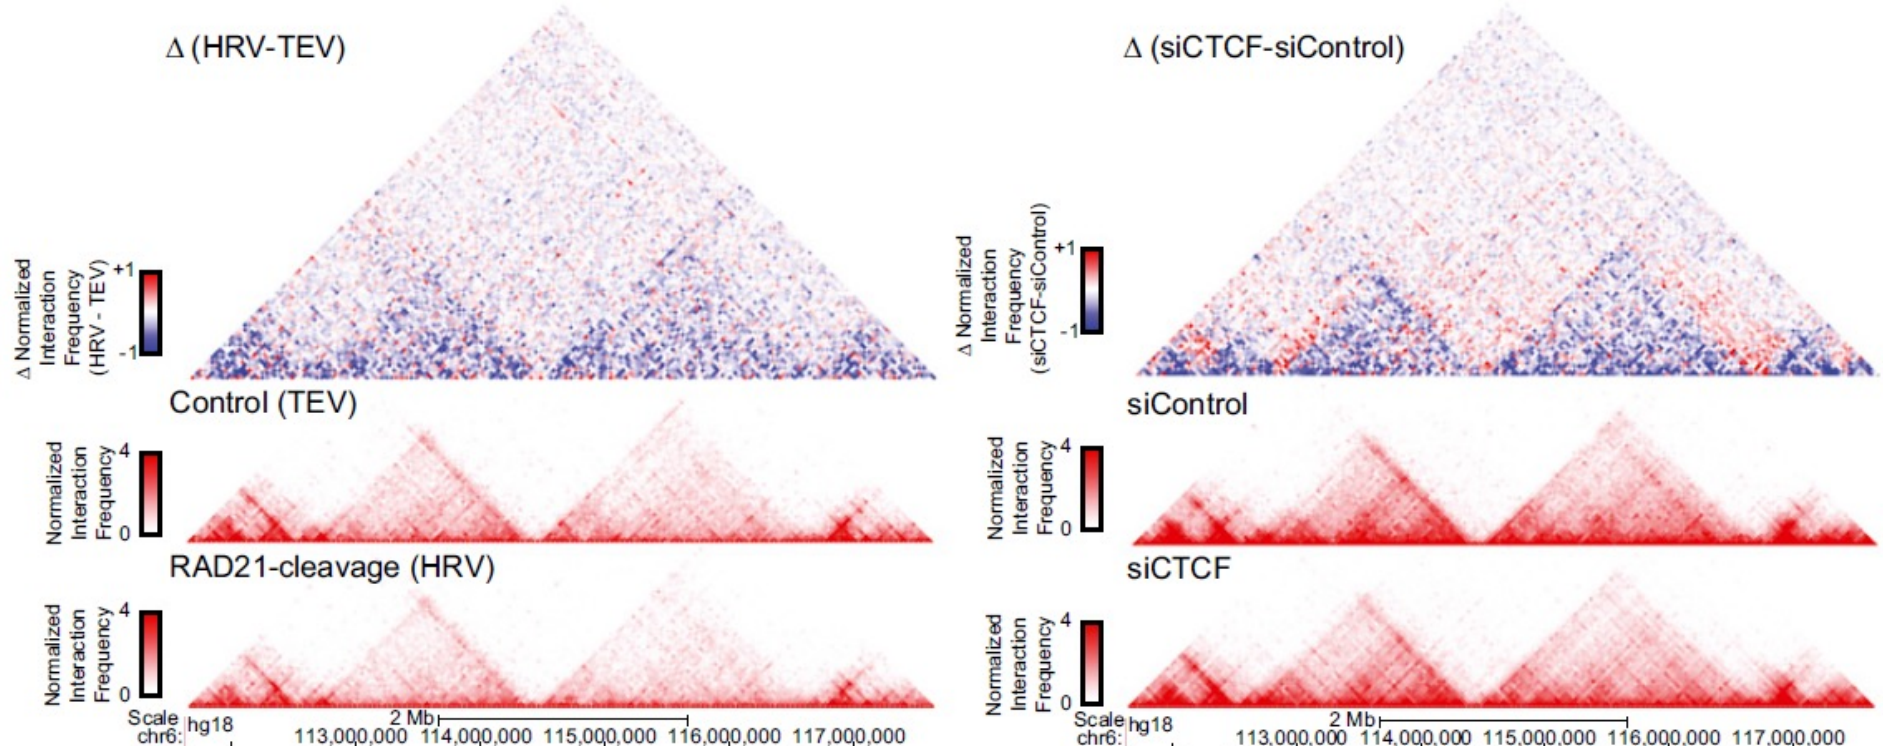 Δ (HRV-TEV)
+1
-1
Δ Normalized
Interaction
Frequency
(HRV - TEV)
Control (TEV)
4
0
Normalized
Interaction
Frequency
RAD21-cleavage (HRV)
4
0
Normalized
Interaction
Frequency
Scale
hg18
2 Mb
chr6:
113,000,000 114,000,000 115,000,000 116,000,000 117,000,000
Δ (siCTCF-siControl)
+1
-1
Δ Normalized
Interaction
Frequency
(siCTCF-siControl)
siControl
4
0
Normalized
Interaction
Frequency
siCTCF
4
0
Normalized
Interaction
Frequency
Scale
hg18
2 Mb
chr6:
113,000,000 114,000,000 115,000,000 116,000,000 117,000,000